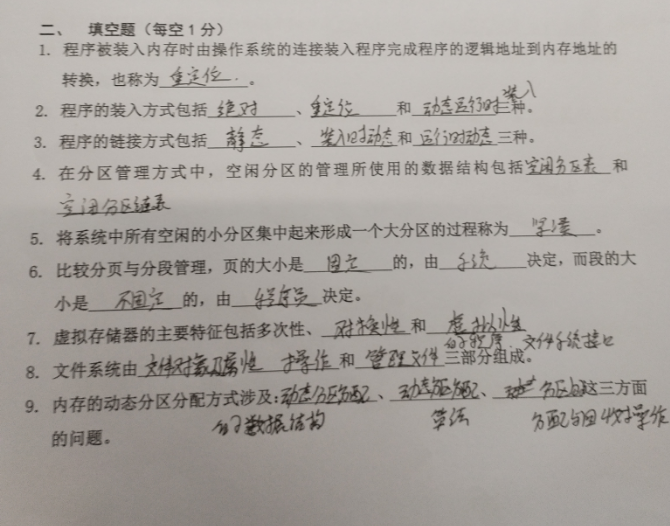 二、 填空题（每空1分）
1. 程序被装入内存时由操作系统的连接装入程序完成程序的逻辑地址到内存地址的
转换，也称为 重定位 。
装入
2. 程序的装入方式包括 绝对 、 重定位 和 动态运行时 三种。
3. 程序的链接方式包括 静态 、 装入时动态 和 运行时动态 三种。
4. 在分区管理方式中，空闲分区的管理所使用的数据结构包括 空闲分区表 和
空闲分区链表
5. 将系统中所有空闲的小分区集中起来形成一个大分区的过程称为 紧凑 。
6. 比较分页与分段管理，页的大小是 固定 的，由 系统 决定，而段的大
小是 不固定 的，由 程序员 决定。
7. 虚拟存储器的主要特征包括多次性、 对换性 和 虚拟性
的程序、文件系统接口
8. 文件系统由 文件对象及属性 操作 和 管理文件 三部分组成。
9. 内存的动态分区分配方式涉及: 动态分区分配 、 动态分区分配 、 动态分区的 这三方面
的问题。 的数据结构 算法 分配与回收操作